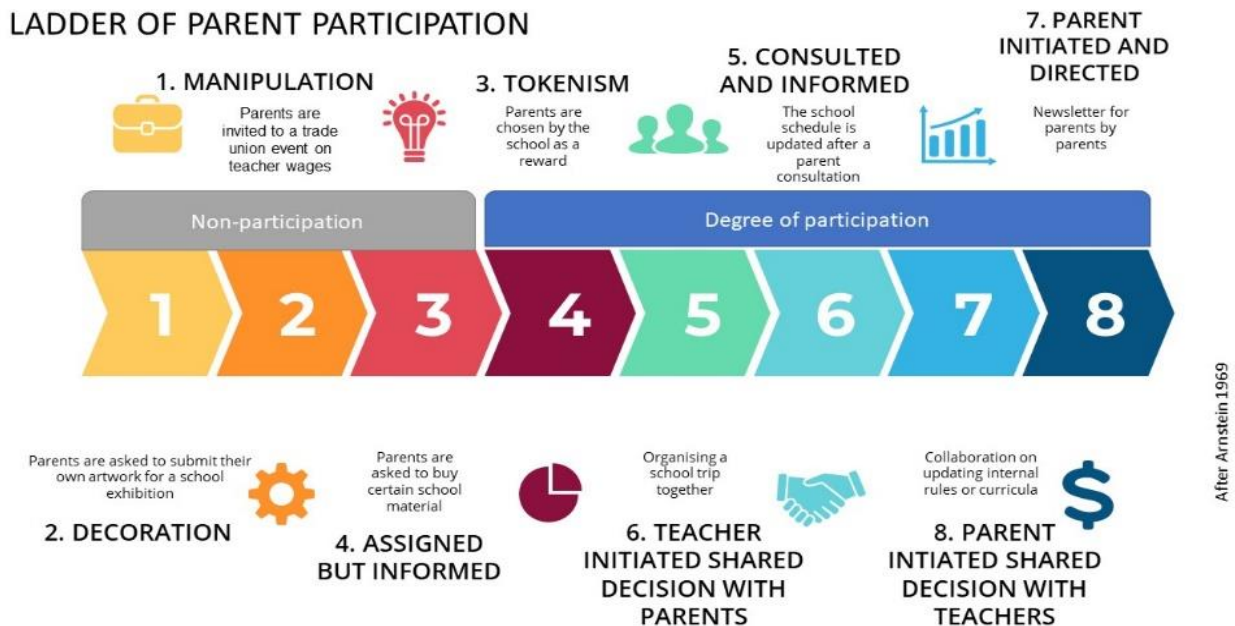 LADDER OF PARENT PARTICIPATION
1. MANIPULATION
Parents are
invited to a trade
union event on
teacher wages
3. TOKENISM
Parents are
chosen by the
school as a
reward
5. CONSULTED
AND INFORMED
The school
schedule is
updated after a
parent
consultation
7. PARENT
INITIATED AND
DIRECTED
Newsletter for
parents by
parents
Non-participation
Degree of participation
1
2
3
4
5
6
7
8
Parents are asked to submit their
own artwork for a school
exhibition
2. DECORATION
Parents are
asked to buy
certain school
material
4. ASSIGNED
BUT INFORMED
Organising a
school trip
together
6. TEACHER
INITIATED SHARED
DECISION WITH
PARENTS
Collaboration on
updating internal
rules or curricula
$
8. PARENT
INTIATED SHARED
DECISION WITH
TEACHERS
After Arnstein 1969